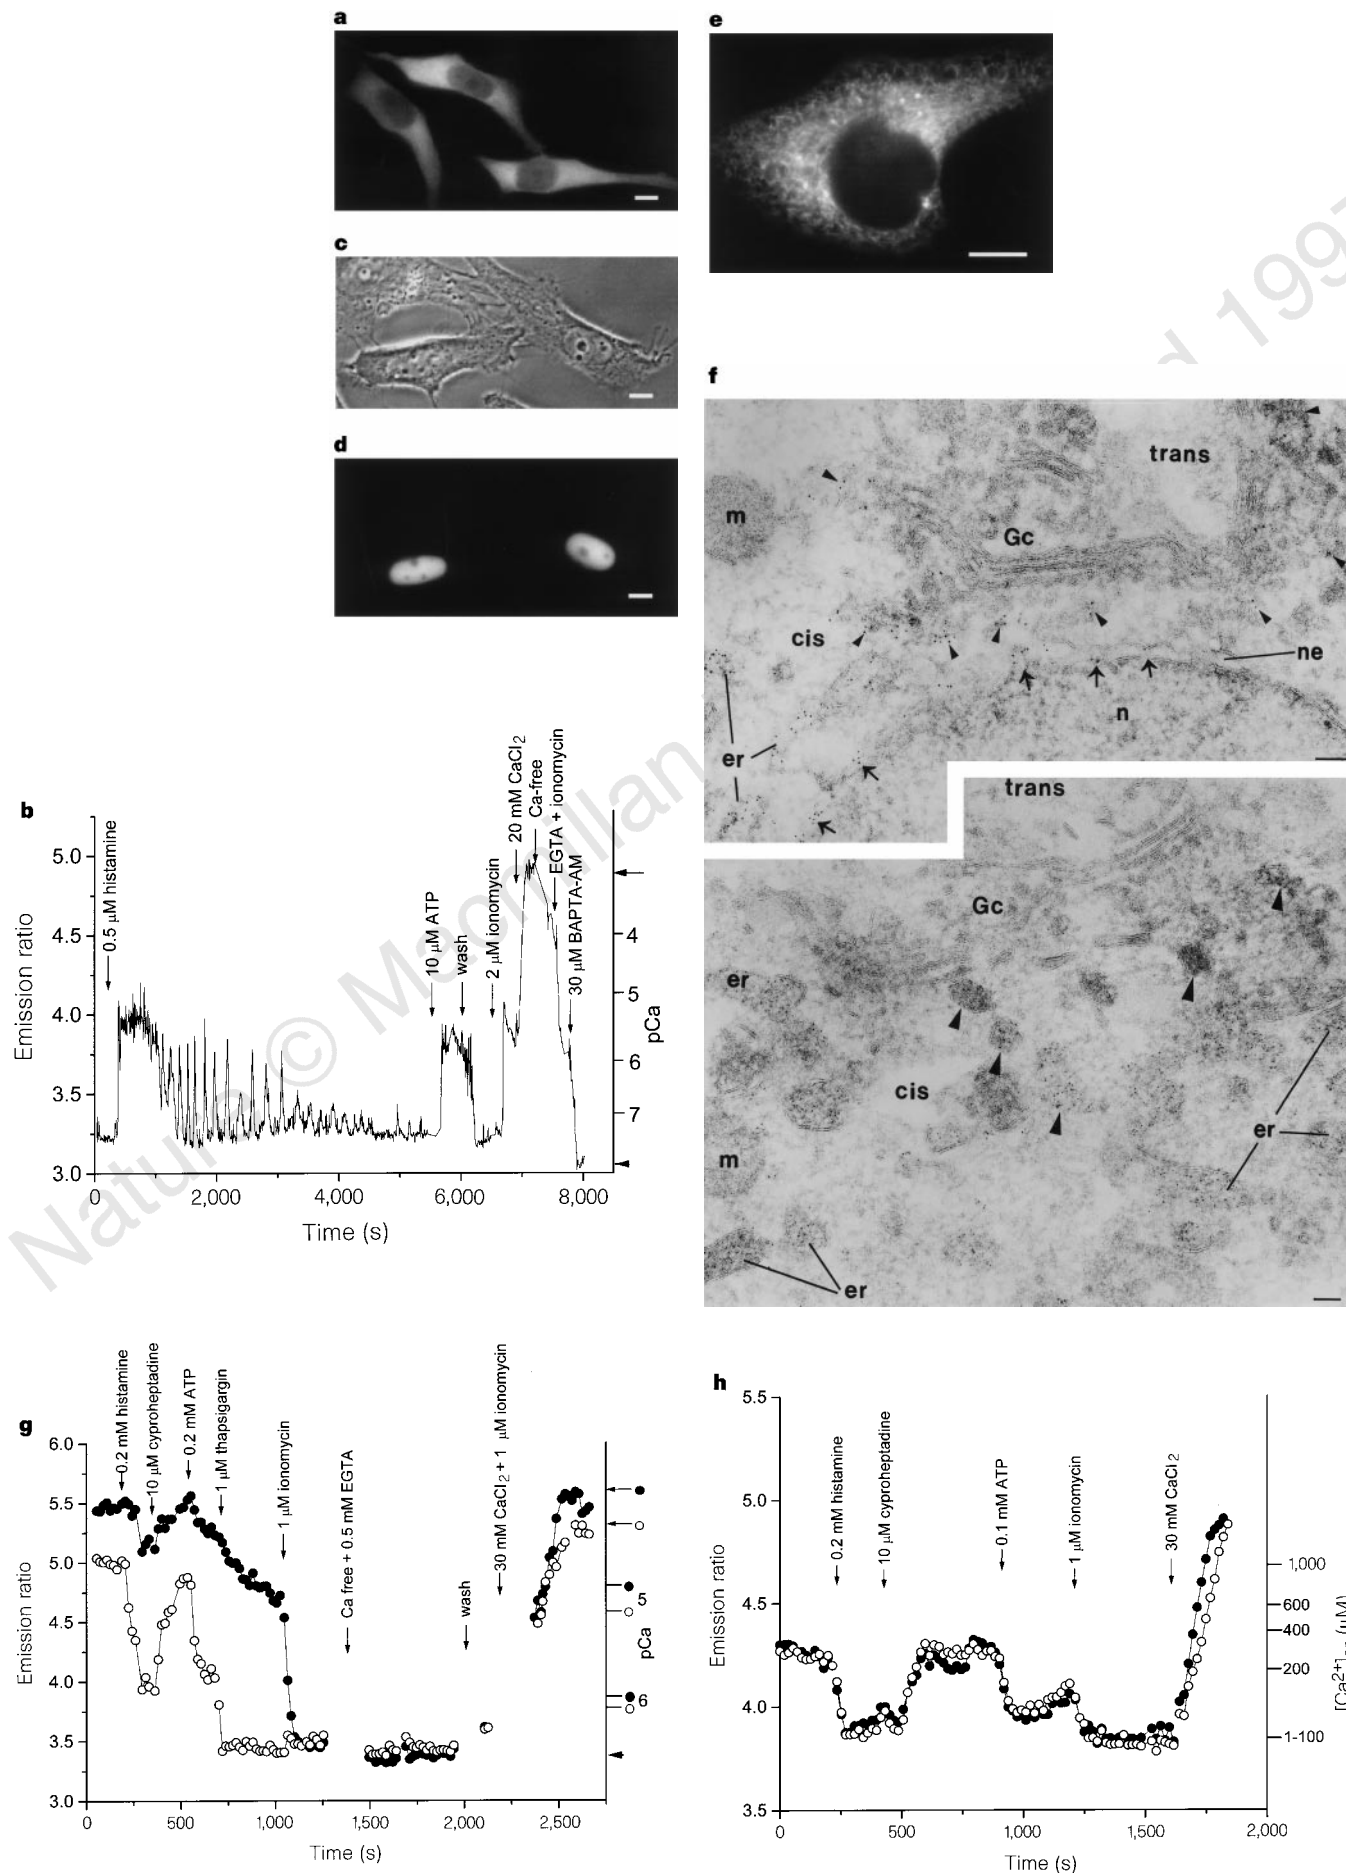 a
e
c
d
f
trans
m
Gc
cis
ne
n
er
trans
Gc
er
cis
er
m
er
b
0.5 µM histamine
10 µM ATP
wash
2 µM ionomycin
20 mM CaCl2
Ca-free
EGTA + ionomycin
30 µM BAPTA-AM
Emission ratio
5.0
4.5
4.0
3.5
3.0
4
5
6
7
pCa
0
2,000
4,000
6,000
8,000
Time (s)
g
0.2 mM histamine
10 µM cyproheptadine
0.2 mM ATP
1 µM thapsigargin
1 µM ionomycin
Ca free + 0.5 mM EGTA
wash
30 mM CaCl2 + 1 µM ionomycin
Emission ratio
6.0
5.5
5.0
4.5
4.0
3.5
3.0
5
6
pCa
0
500
1,000
1,500
2,000
2,500
Time (s)
h
0.2 mM histamine
10 µM cyproheptadine
0.1 mM ATP
1 µM ionomycin
30 mM CaCl2
Emission ratio
5.5
5.0
4.5
4.0
3.5
1,000
600
400
200
1-100
0
500
1,000
1,500
2,000
Time (s)
Nature © Macmillan
1997